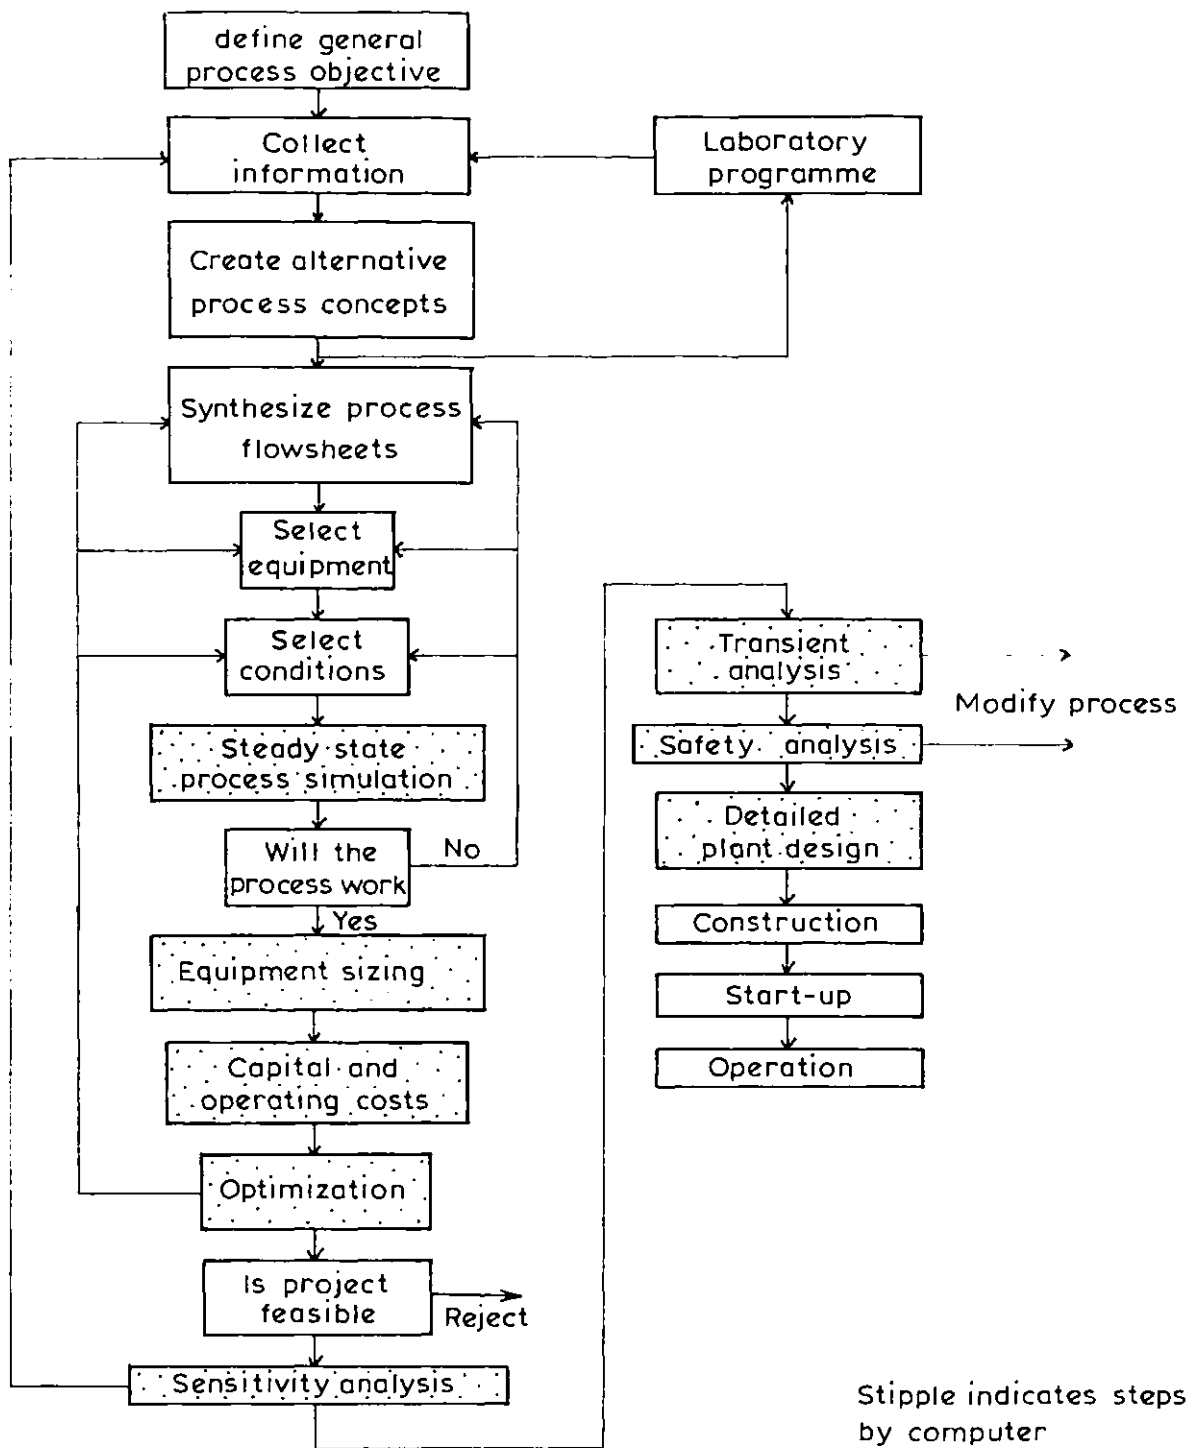 define general
process objective
Collect
information
Laboratory
programme
Create alternative
process concepts
Synthesize process
flowsheets
Select
equipment
Select
conditions
Steady state
process simulation
Will the
process work
No
Yes
Equipment sizing
Capital and
operating costs
Optimization
Is project
feasible
Reject
Sensitivity analysis
Transient
analysis
Modify process
Safety analysis
Detailed
plant design
Construction
Start-up
Operation
Stipple indicates steps
by computer